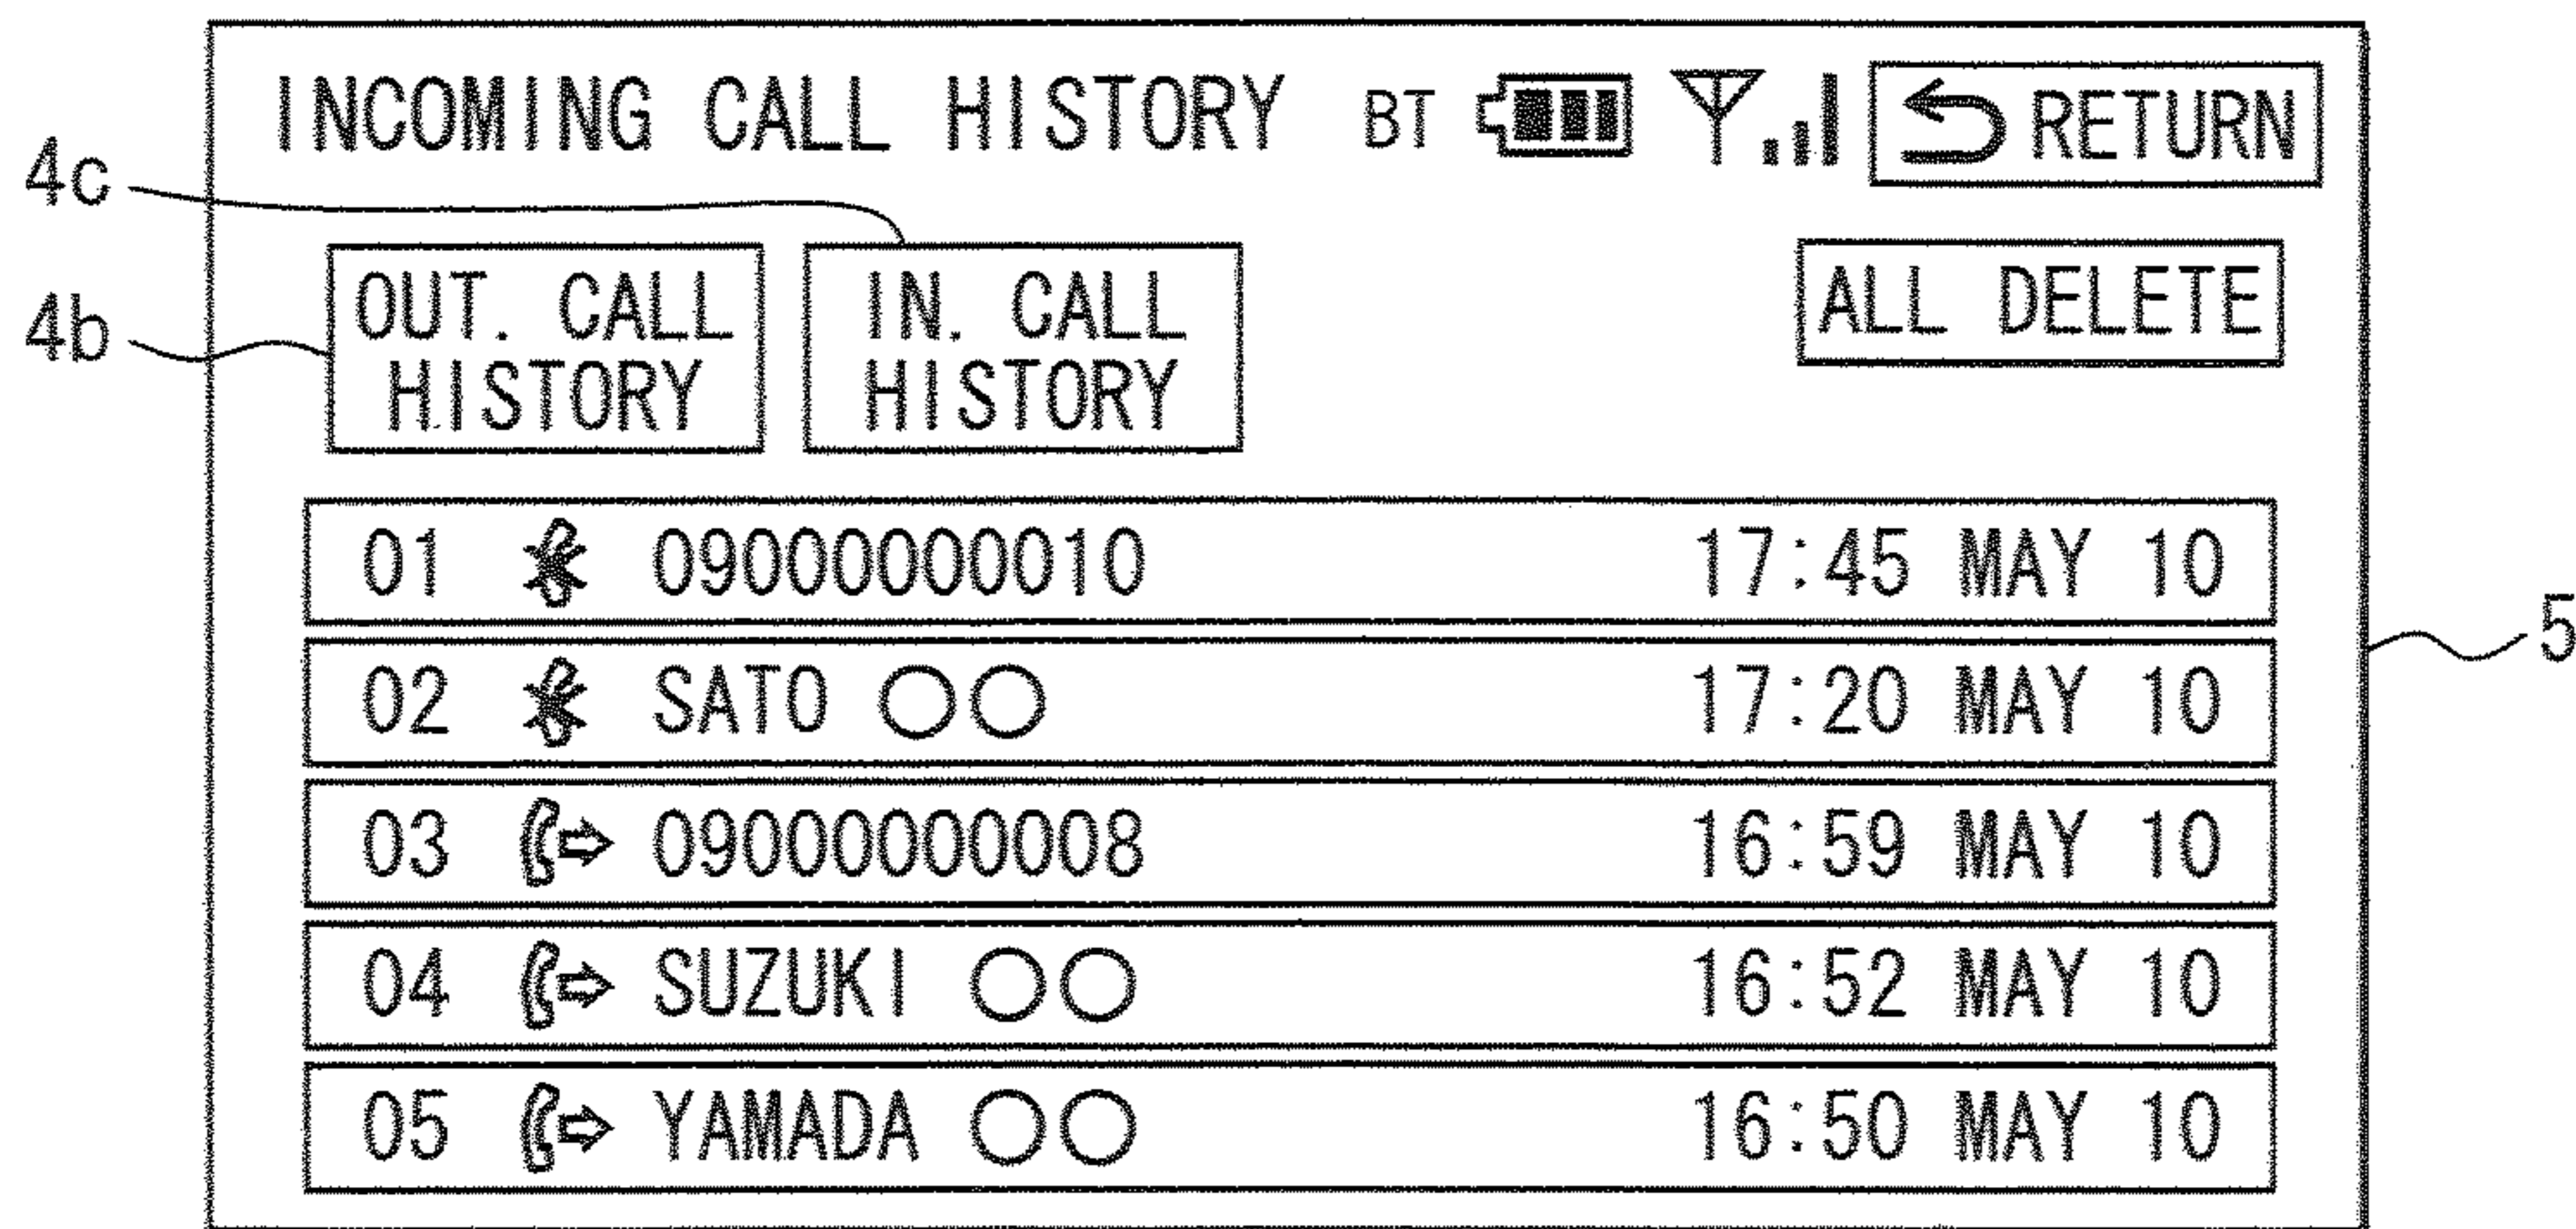 INCOMING CALL HISTORY BT RETURN
4c
OUT. CALL HISTORY
IN. CALL HISTORY
ALL DELETE
4b
01 09000000010 17:45 MAY 10
02 SATO ○○ 17:20 MAY 10
5
03 09000000008 16:59 MAY 10
04 SUZUKI ○○ 16:52 MAY 10
05 YAMADA ○○ 16:50 MAY 10